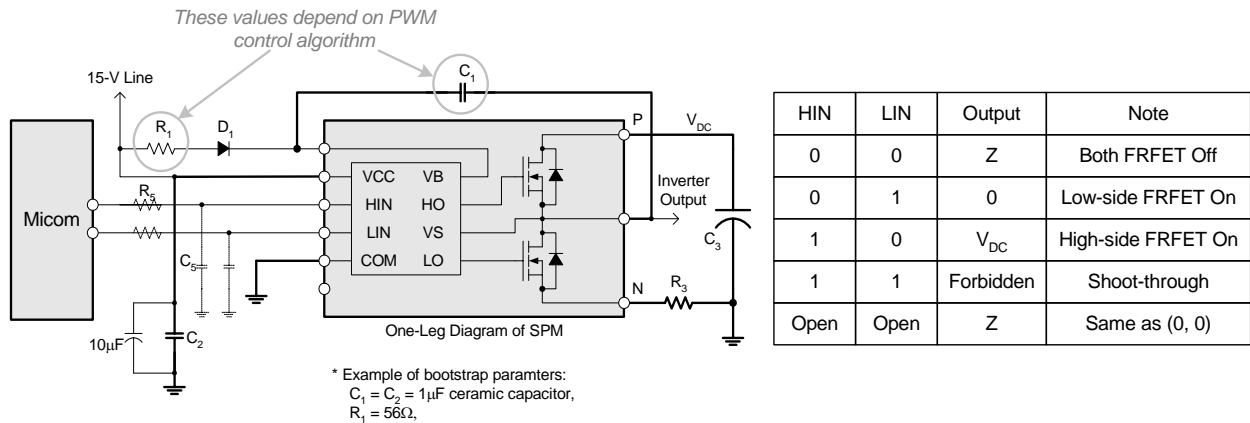 These values depend on PWM
control algorithm
15-V Line
R1
D1
C1
Micom
R5
C5
10μF
C2
VCC VB
HIN HO
LIN VS
COM LO
P
VDC
Inverter
Output
C3
N
R3
One-Leg Diagram of SPM
* Example of bootstrap paramters:
C1 = C2 = 1μF ceramic capacitor,
R1 = 56Ω,
HIN LIN Output Note
0 0 Z Both FRFET Off
0 1 0 Low-side FRFET On
1 0 VDC High-side FRFET On
1 1 Forbidden Shoot-through
Open Open Z Same as (0, 0)